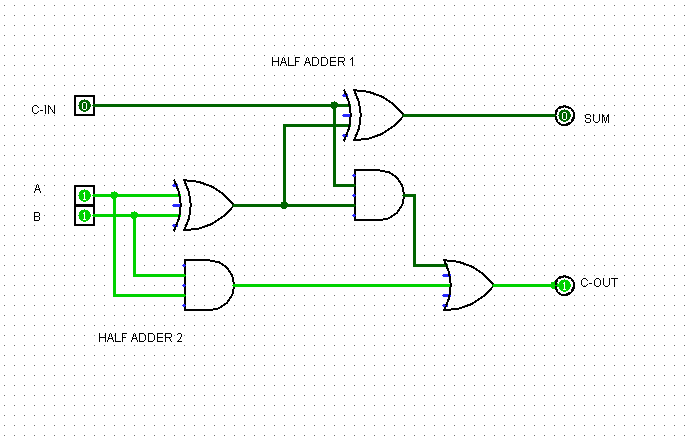 HALF ADDER 1
C-IN
0
0
SUM
A
1
B
1
1
C-OUT
HALF ADDER 2